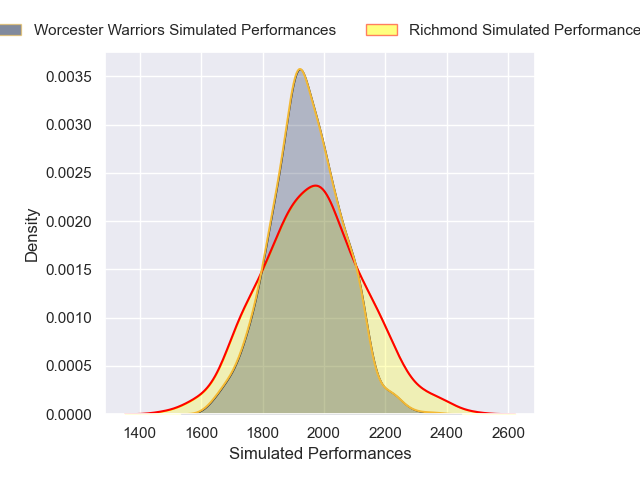 Worcester Warriors Simulated Performances
Richmond Simulated Performance
0.0035
0.0030
0.0025
0.0020
0.0015
0.0010
0.0005
0.0000
Density
1400 1600 1800 2000 2200 2400 2600
Simulated Performances